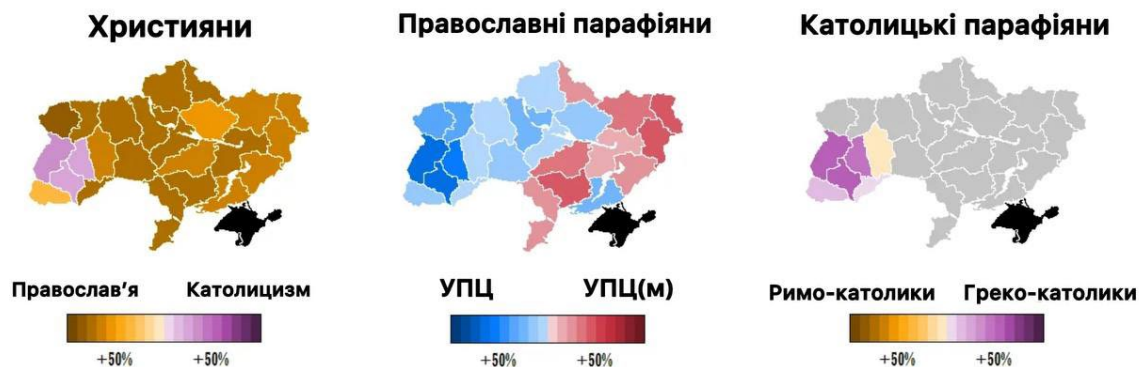 Християни
Православні парафіяни
Католицькі парафіяни
Православ’я Католицизм
УПЦ УПЦ(м)
Римо-католики Греко-католики
+50% +50%
+50% +50%
+50% +50%